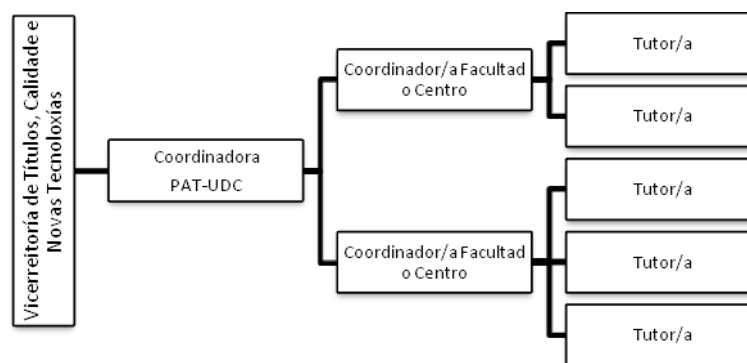 Vicerreitoría de Títulos, Calidade e
Novas Tecnoloxías
Coordinadora
PAT-UDC
Coordinador/a Facultad
o Centro
Tutor/a
Tutor/a
Coordinador/a Facultad
o Centro
Tutor/a
Tutor/a
Tutor/a